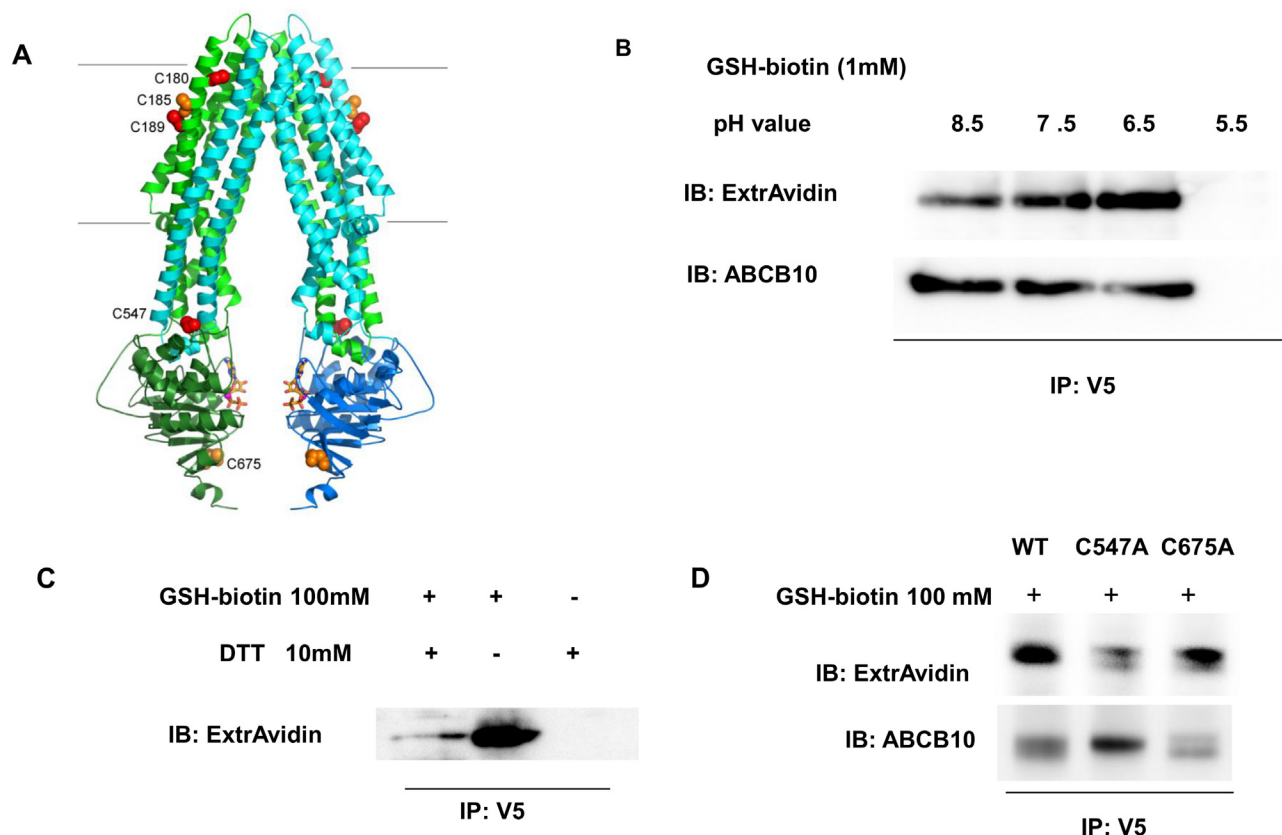 A
C180
C185
C189
C547
C675
B
GSH-biotin (1mM)
pH value 8.5 7 .5 6.5 5.5
IB: ExtrAvidin
IB: ABCB10
IP: V5
C
GSH-biotin 100mM + + -
DTT 10mM + - +
IB: ExtrAvidin
IP: V5
D
WT C547A C675A
GSH-biotin 100 mM + + +
IB: ExtrAvidin
IB: ABCB10
IP: V5